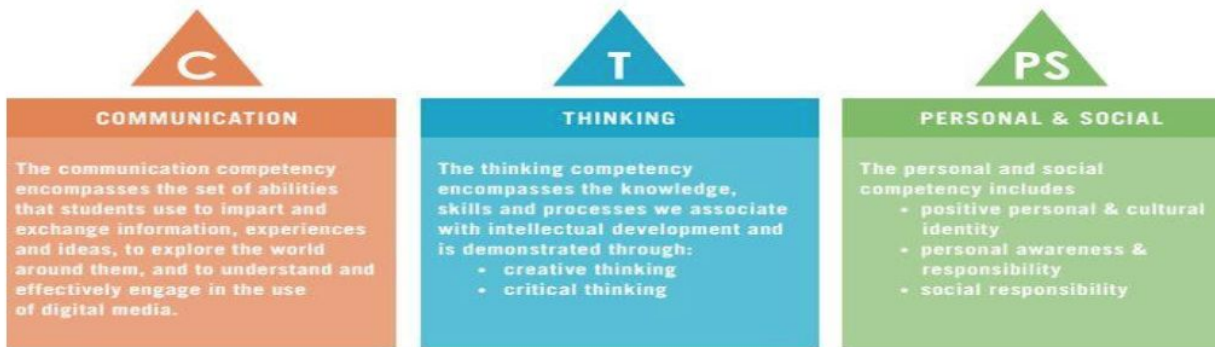 C
COMMUNICATION
The communication competency
encompasses the set of abilities
that students use to impart and
exchange information, experiences
and ideas, to explore the world
around them, and to understand and
effectively engage in the use
of digital media.
T
THINKING
The thinking competency
encompasses the knowledge,
skills and processes we associate
with intellectual development and
is demonstrated through:
• creative thinking
• critical thinking
PS
PERSONAL & SOCIAL
The personal and social
competency includes
• positive personal & cultural
identity
• personal awareness &
responsibility
• social responsibility